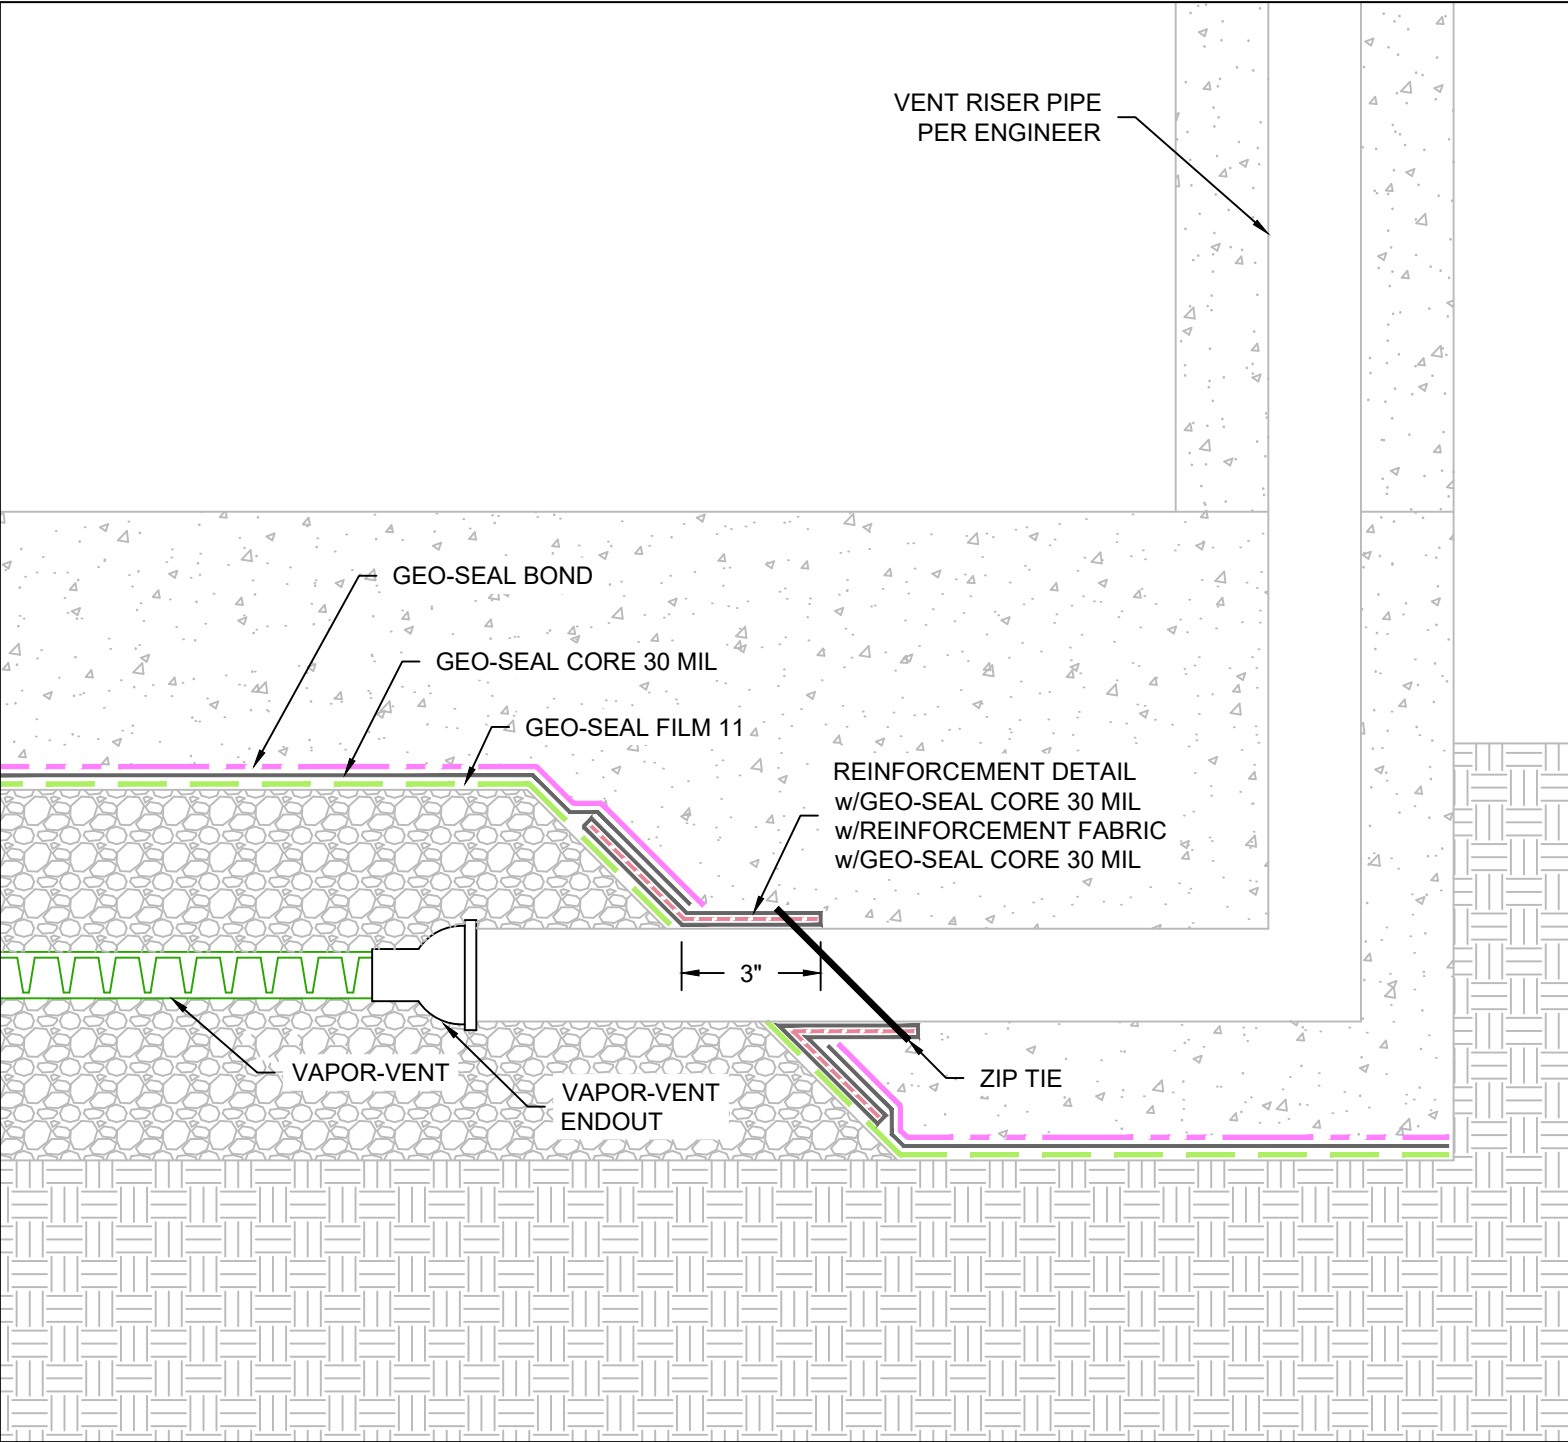 VENT RISER PIPE
PER ENGINEER
GEO-SEAL BOND
GEO-SEAL CORE 30 MIL
GEO-SEAL FILM 11
REINFORCEMENT DETAIL
w/GEO-SEAL CORE 30 MIL
w/REINFORCEMENT FABRIC
w/GEO-SEAL CORE 30 MIL
3"
VAPOR-VENT
VAPOR-VENT
ENDOUT
ZIP TIE